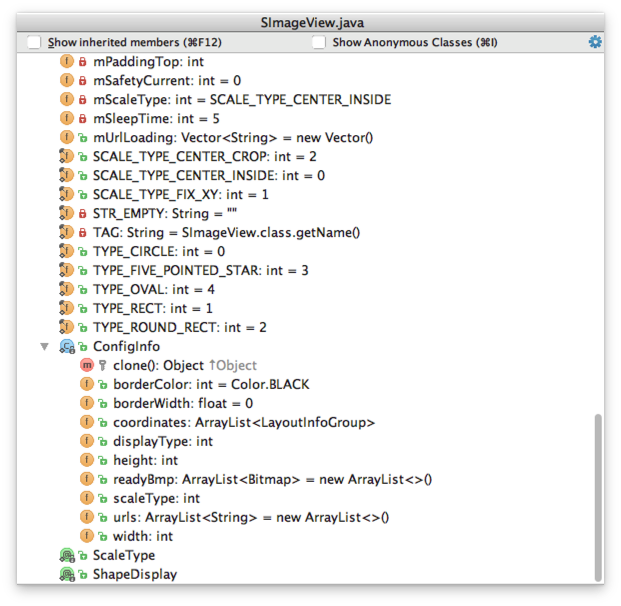 SImageView.java
Show inherited members (⌘F12) Show Anonymous Classes (⌘I)
mPaddingTop: int
mSafetyCurrent: int = 0
mScaleType: int = SCALE_TYPE_CENTER_INSIDE
mSleepTime: int = 5
mUrlLoading: Vector<String> = new Vector()
SCALE_TYPE_CENTER_CROP: int = 2
SCALE_TYPE_CENTER_INSIDE: int = 0
SCALE_TYPE_FIX_XY: int = 1
STR_EMPTY: String = ""
TAG: String = SImageView.class.getName()
TYPE_CIRCLE: int = 0
TYPE_FIVE_POINTED_STAR: int = 3
TYPE_OVAL: int = 4
TYPE_RECT: int = 1
TYPE_ROUND_RECT: int = 2
ConfigInfo
clone(): Object ↑Object
borderColor: int = Color.BLACK
borderWidth: float = 0
coordinates: ArrayList<LayoutInfoGroup>
displayType: int
height: int
readyBmp: ArrayList<Bitmap> = new ArrayList<>()
scaleType: int
urls: ArrayList<String> = new ArrayList<>()
width: int
ScaleType
ShapeDisplay